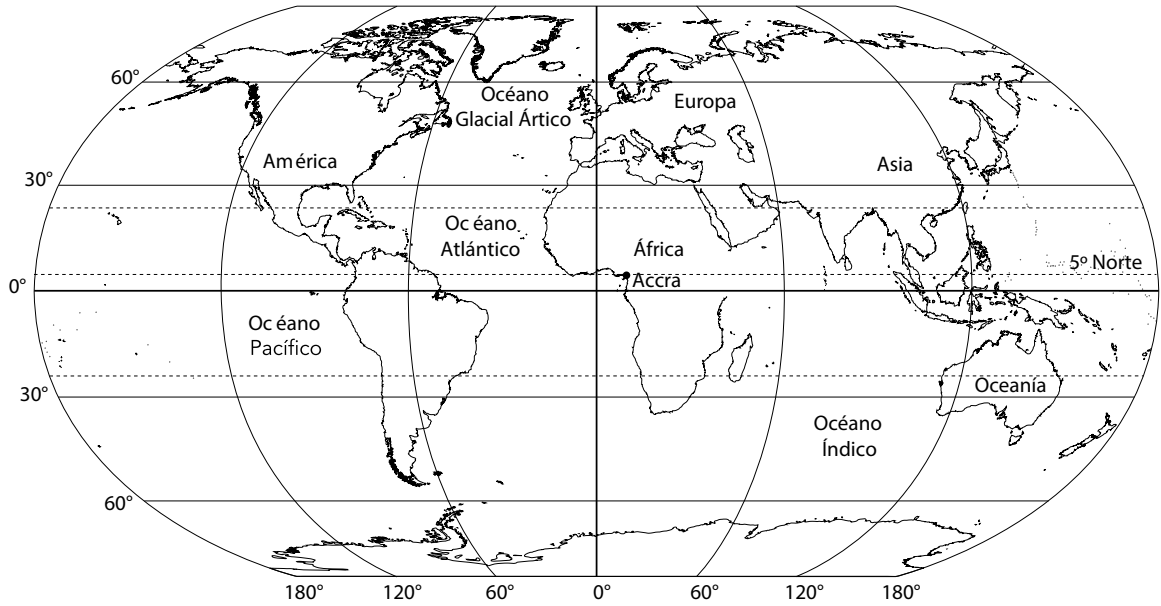 60°
Océano
Glacial Ártico
Europa
América
Asia
30°
Oc éano
Atlántico
África
5º Norte
Accra
0°
Oc éano
Pacífico
Oceanía
30°
Océano
Índico
60°
180° 120° 60° 0° 60° 120° 180°